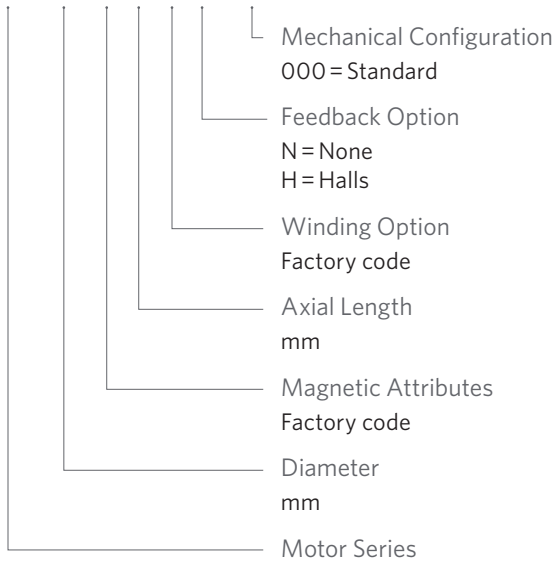 Mechanical Configuration
000 = Standard
Feedback Option
N = None
H = Halls
Winding Option
Factory code
Axial Length
mm
Magnetic Attributes
Factory code
Diameter
mm
Motor Series